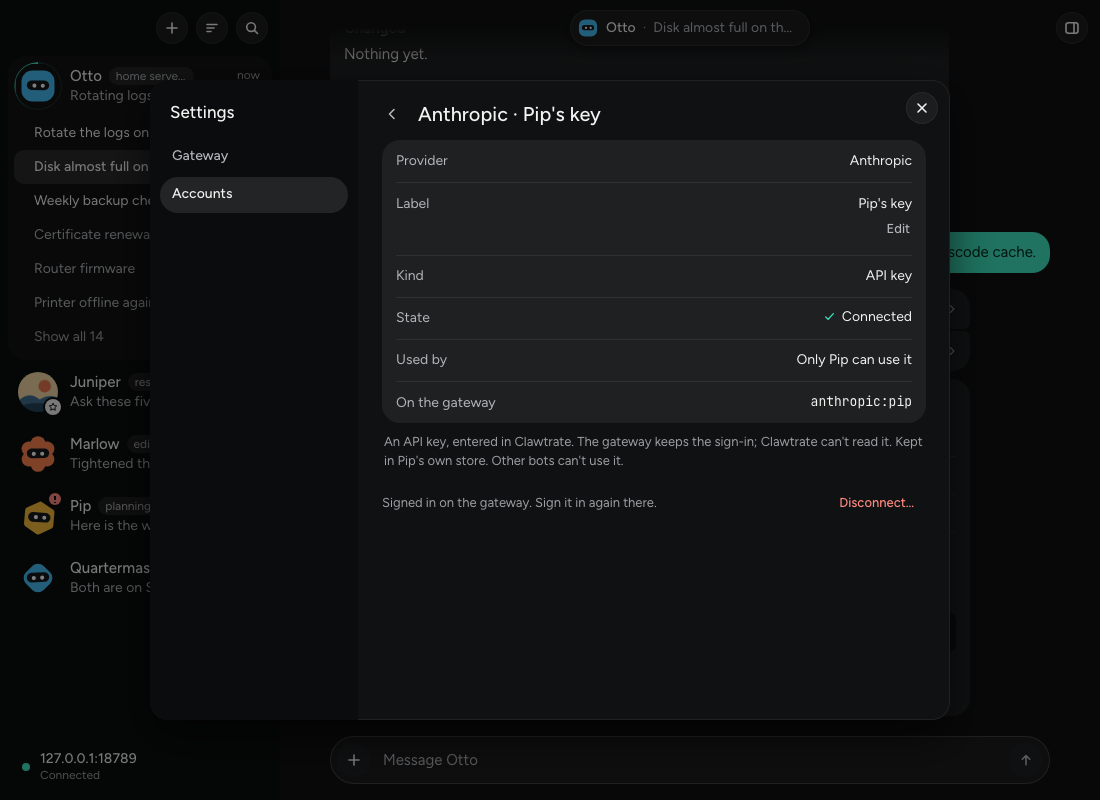 Otto · Disk almost full on th…
Nothing yet.
Otto home serve… now
Rotating logs
Rotate the logs on
Disk almost full on
Weekly backup che
Certificate renewa
Router firmware
Printer offline agai
Show all 14
Juniper res
Ask these fiv
Marlow edi
Tightened th
Pip planning
Here is the w
Quartermas
Both are on S
127.0.0.1:18789
Connected
Settings
Gateway
Accounts
Anthropic · Pip's key
Provider Anthropic
Label Pip's key
Edit
Kind API key
State Connected
Used by Only Pip can use it
On the gateway anthropic:pip
An API key, entered in Clawtrate. The gateway keeps the sign-in; Clawtrate can't read it. Kept
in Pip's own store. Other bots can't use it.
Signed in on the gateway. Sign it in again there. Disconnect…
scode cache.
Message Otto